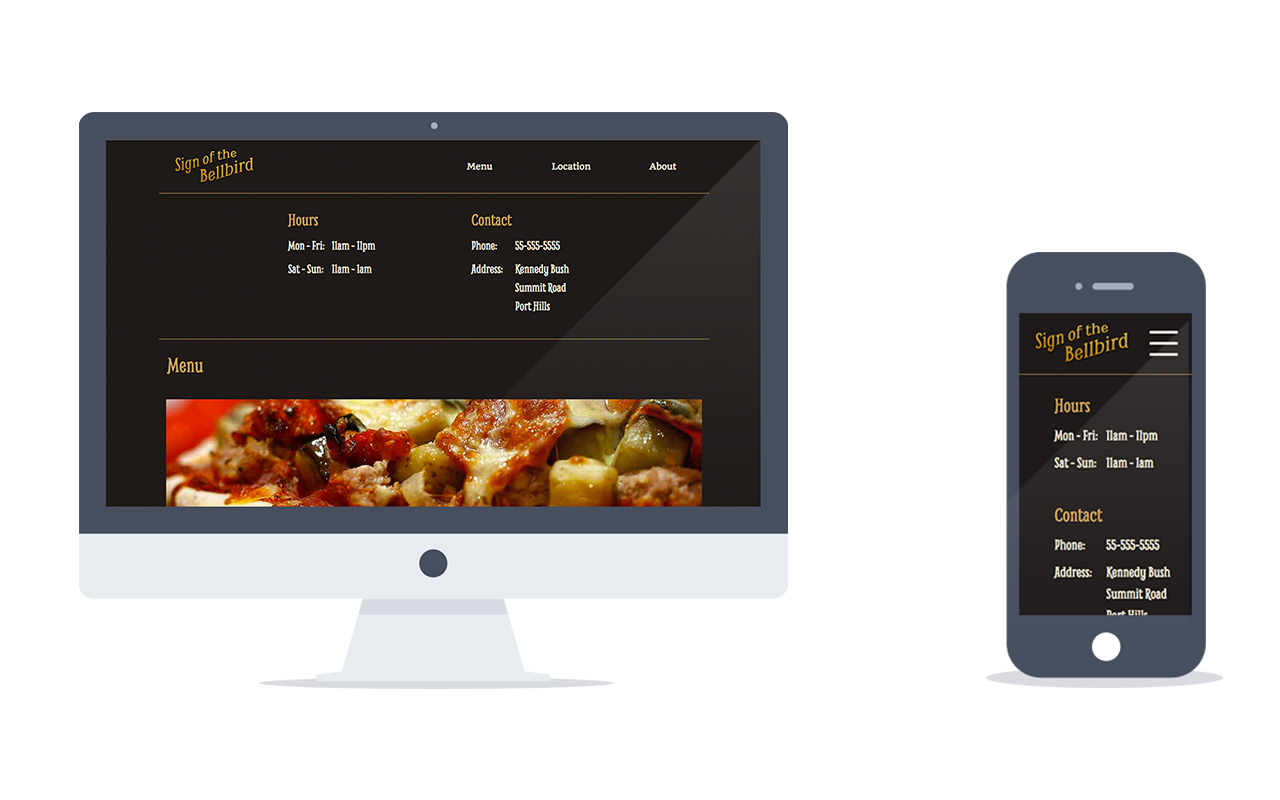 Sign of the
Bellbird
Menu Location About
Hours
Mon - Fri: 11am - 11pm
Sat - Sun: 11am - 1am
Contact
Phone: 55-555-5555
Address: Kennedy Bush
Summit Road
Port Hills
Menu
Sign of the
Bellbird
Hours
Mon - Fri: 11am - 11pm
Sat - Sun: 11am - 1am
Contact
Phone: 55-555-5555
Address: Kennedy Bush
Summit Road
Port Hills